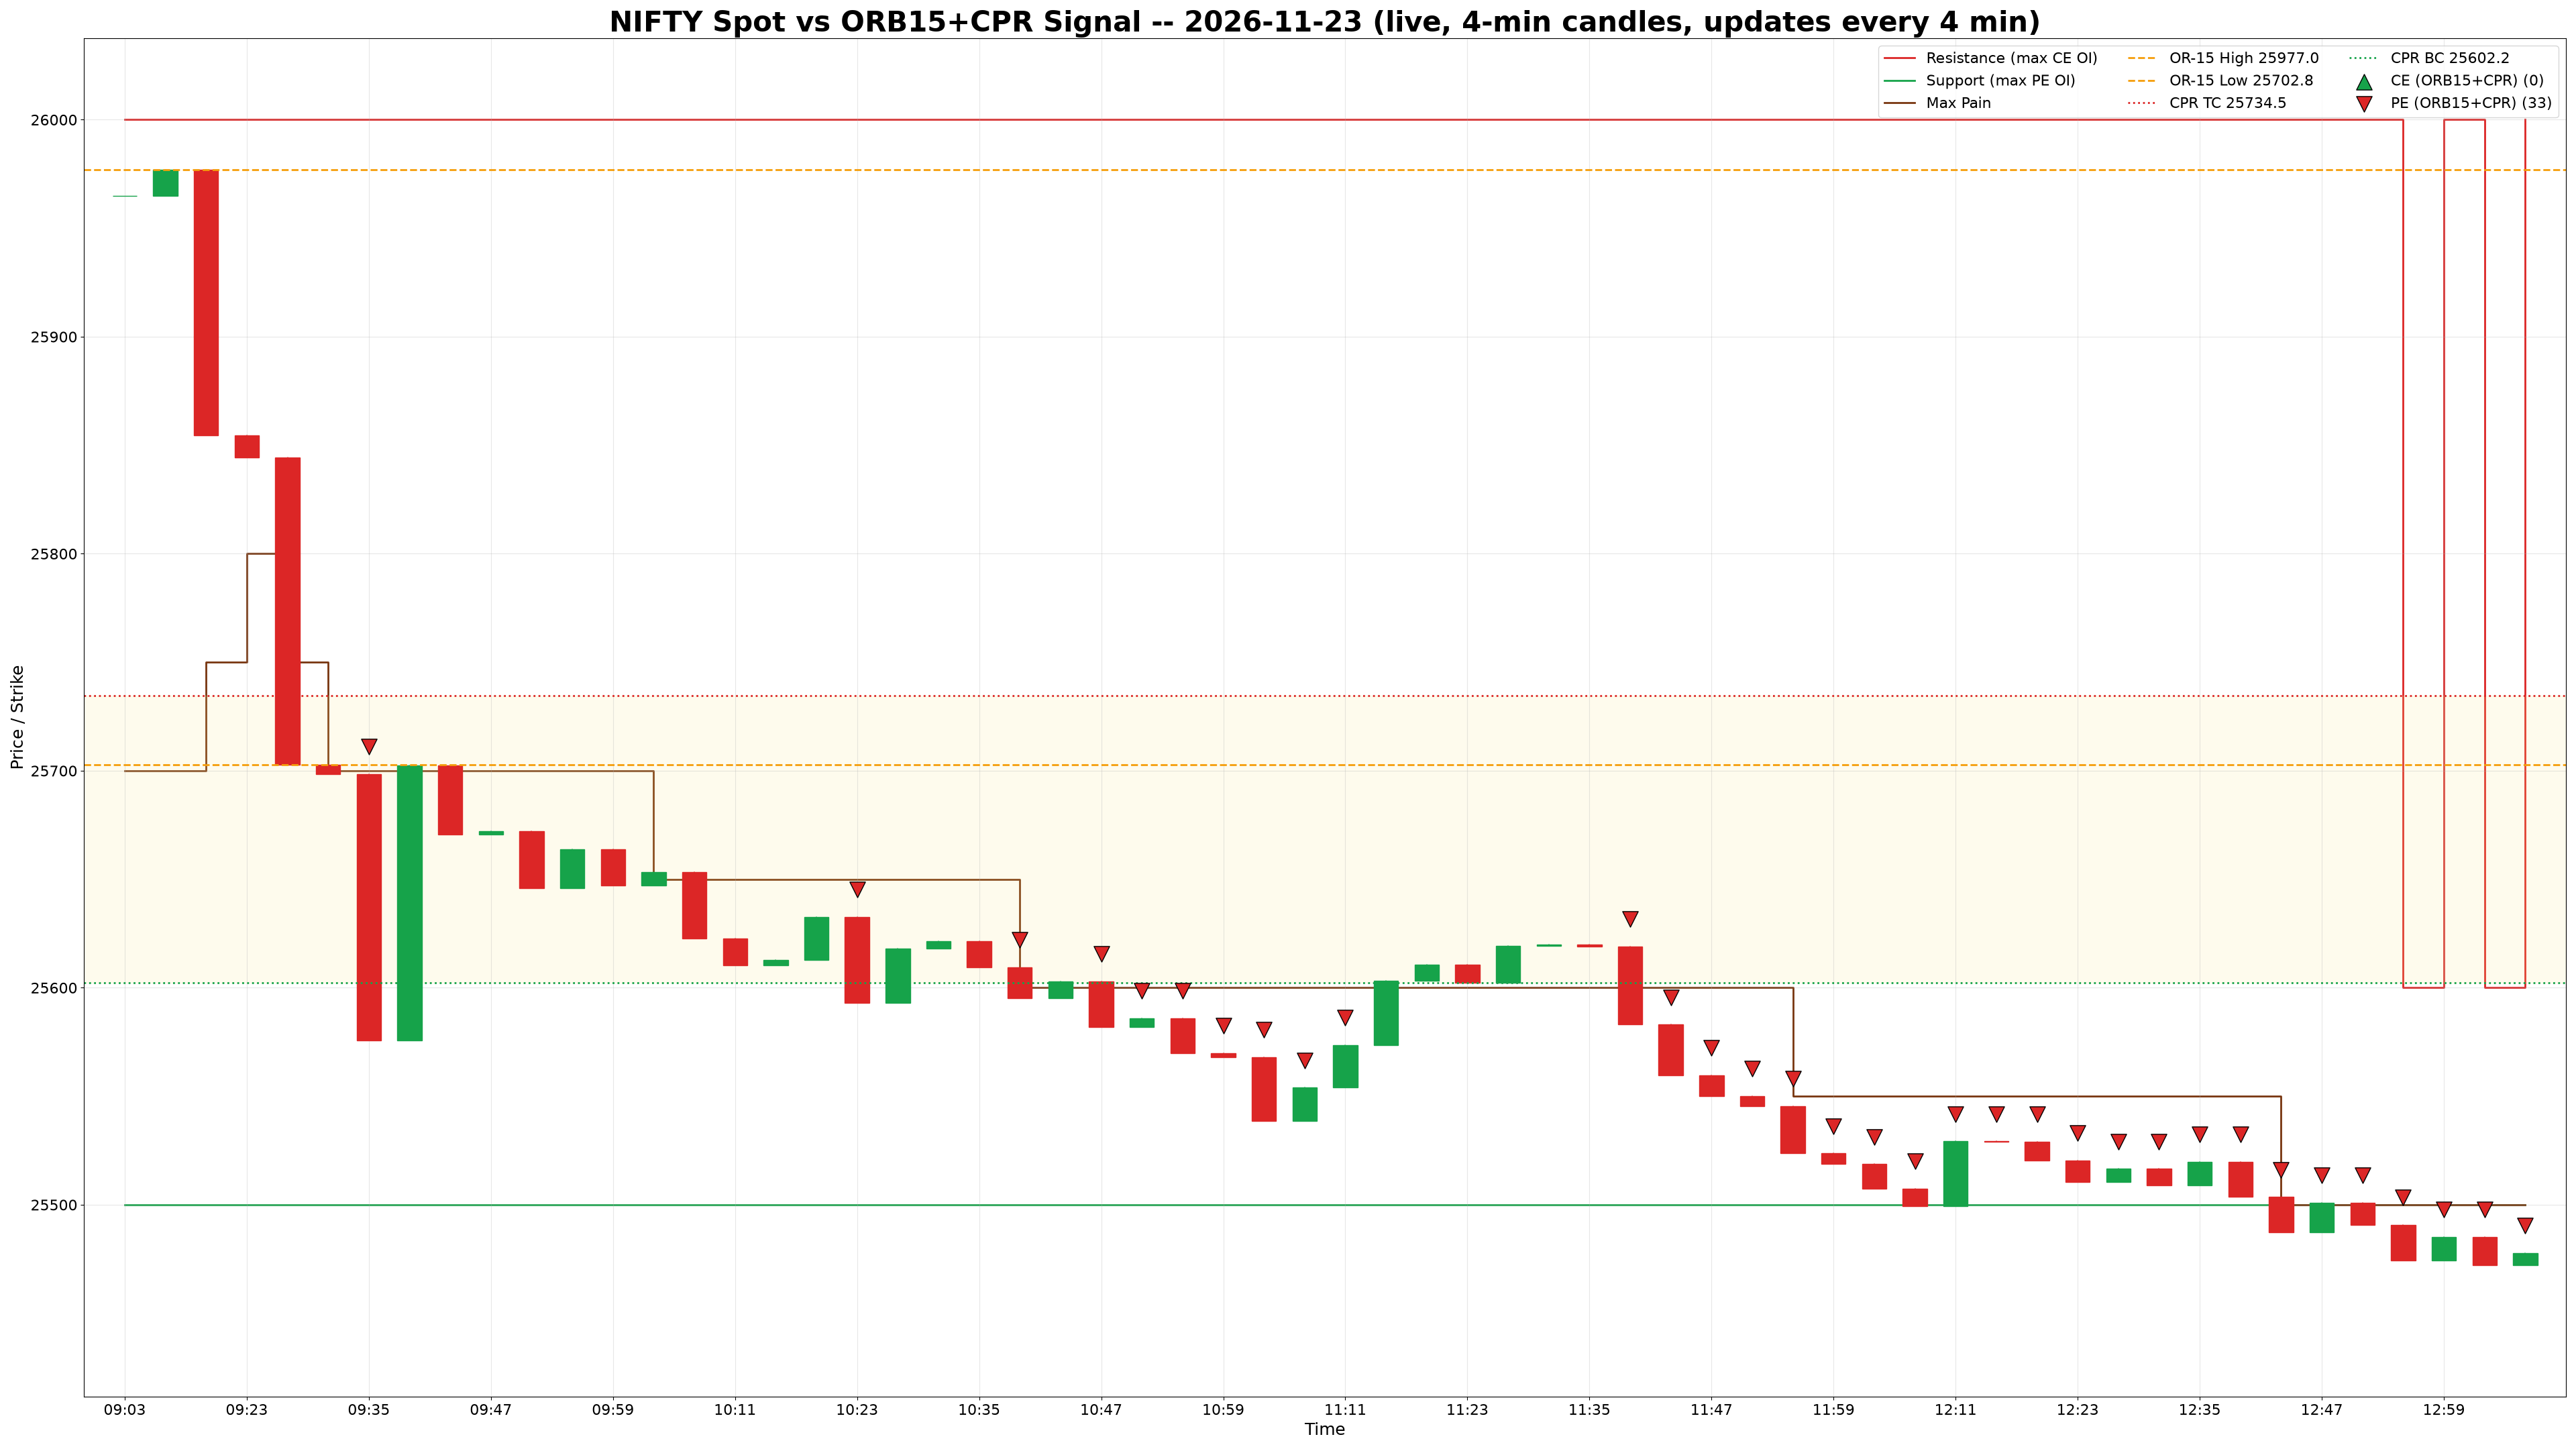 NIFTY Spot vs ORB15+CPR Signal -- 2026-11-23 (live, 4-min candles, updates every 4 min)
Resistance (max CE OI)
Support (max PE OI)
Max Pain
OR-15 High 25977.0
OR-15 Low 25702.8
CPR TC 25734.5
CPR BC 25602.2
CE (ORB15+CPR) (0)
PE (ORB15+CPR) (33)
Price / Strike
26000
25900
25800
25700
25600
25500
09:03 09:23 09:35 09:47 09:59 10:11 10:23 10:35 10:47 10:59 11:11 11:23 11:35 11:47 11:59 12:11 12:23 12:35 12:47 12:59
Time